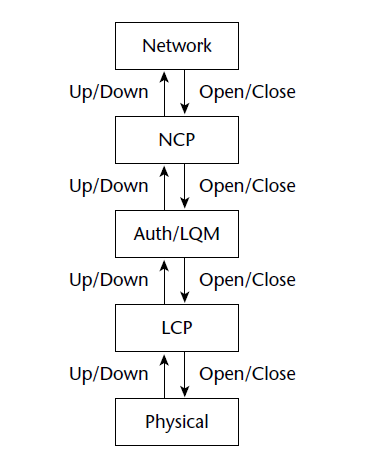 Network
Up/Down Open/Close
NCP
Up/Down Open/Close
Auth/LQM
Up/Down Open/Close
LCP
Up/Down Open/Close
Physical